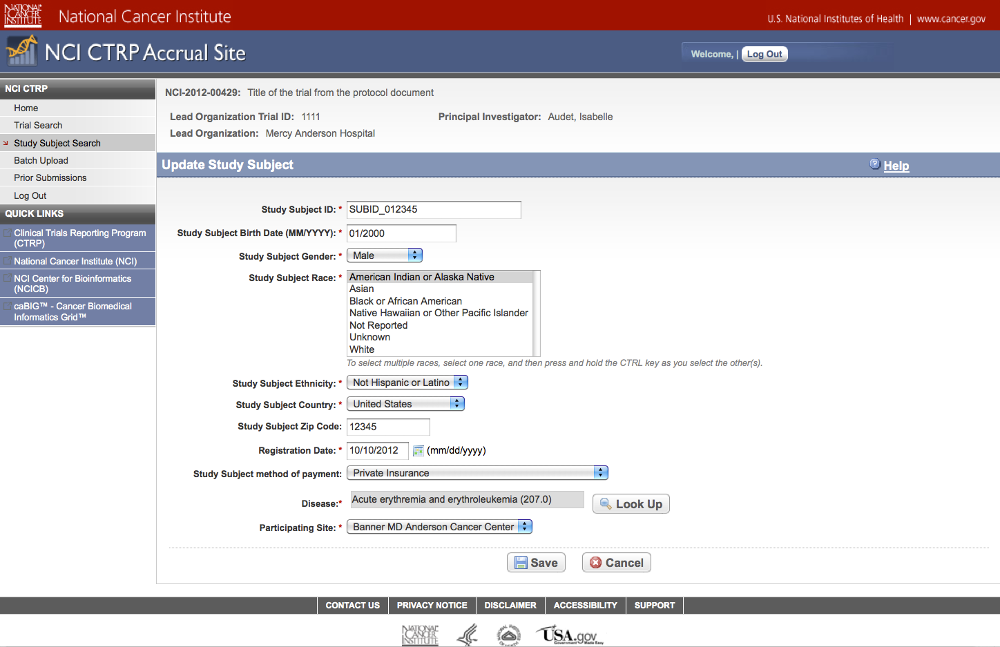 NATIONAL CANCER INSTITUTE
National Cancer Institute
U.S. National Institutes of Health | www.cancer.gov
NCI CTRP Accrual Site
Welcome, | Log Out
NCI CTRP
Home
Trial Search
Study Subject Search
Batch Upload
Prior Submissions
Log Out
QUICK LINKS
Clinical Trials Reporting Program
(CTRP)
National Cancer Institute (NCI)
NCI Center for Bioinformatics
(NCICB)
caBIG™ - Cancer Biomedical
Informatics Grid™
NCI-2012-00429: Title of the trial from the protocol document
Lead Organization Trial ID: 1111 Principal Investigator: Audet, Isabelle
Lead Organization: Mercy Anderson Hospital
Update Study Subject
? Help
Study Subject ID: * SUBID_012345
Study Subject Birth Date (MM/YYYY): * 01/2000
Study Subject Gender: * Male
Study Subject Race: * American Indian or Alaska Native
Asian
Black or African American
Native Hawaiian or Other Pacific Islander
Not Reported
Unknown
White
To select multiple races, select one race, and then press and hold the CTRL key as you select the other(s).
Study Subject Ethnicity: * Not Hispanic or Latino
Study Subject Country: * United States
Study Subject Zip Code: 12345
Registration Date: * 10/10/2012 (mm/dd/yyyy)
Study Subject method of payment: Private Insurance
Disease:* Acute erythremia and erythroleukemia (207.0) Look Up
Participating Site: * Banner MD Anderson Cancer Center
Save Cancel
CONTACT US PRIVACY NOTICE DISCLAIMER ACCESSIBILITY SUPPORT
NATIONAL CANCER INSTITUTE
USA.gov
Government Made Easy